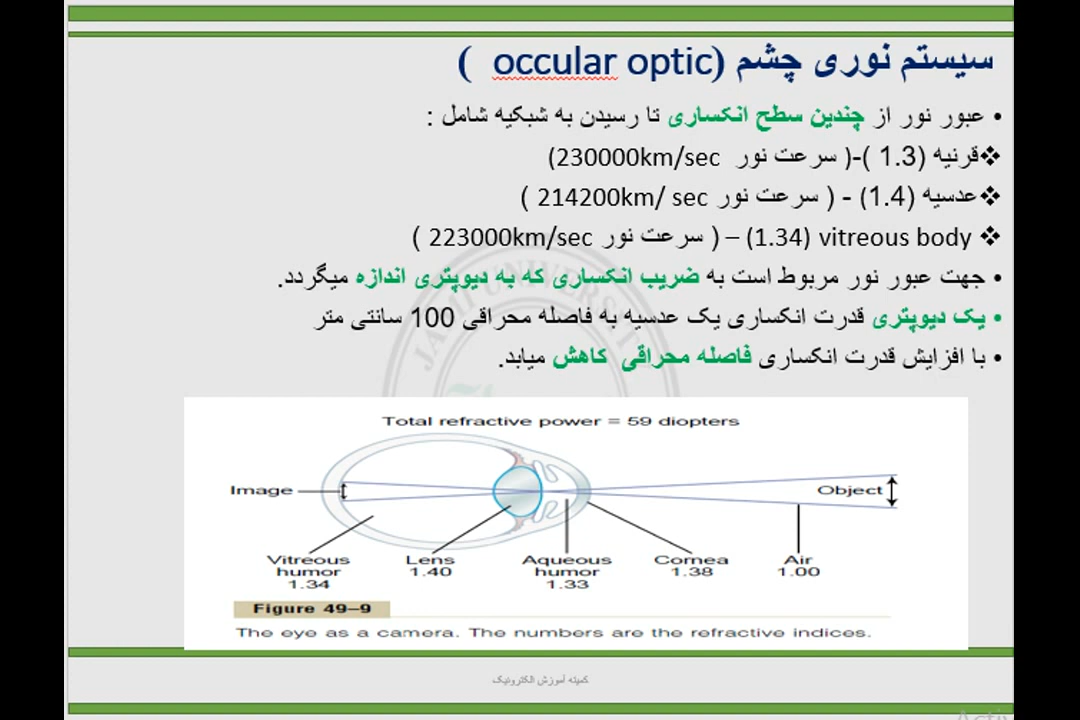 سیستم نوری چشم (occular optic )
• عبور نور از چندین سطح انکساری تا رسیدن به شبکیه شامل :
❖قرنیه (1.3 )-( سرعت نور 230000km/sec)
❖عدسیه (1.4) - ( سرعت نور 214200km/ sec )
❖ vitreous body (1.34) – ( سرعت نور 223000km/sec )
• جهت عبور نور مربوط است به ضریب انکساری که به دیوپتری اندازه میگردد.
• یک دیوپتری قدرت انکساری یک عدسیه به فاصله محراقی 100 سانتی متر
• با افزایش قدرت انکساری فاصله محراقی کاهش میابد.
Total refractive power = 59 diopters
Image
Object
Vitreous humor 1.34
Lens 1.40
Aqueous humor 1.33
Cornea 1.38
Air 1.00
Figure 49–9
The eye as a camera. The numbers are the refractive indices.
کمیته آموزش الکترونیک